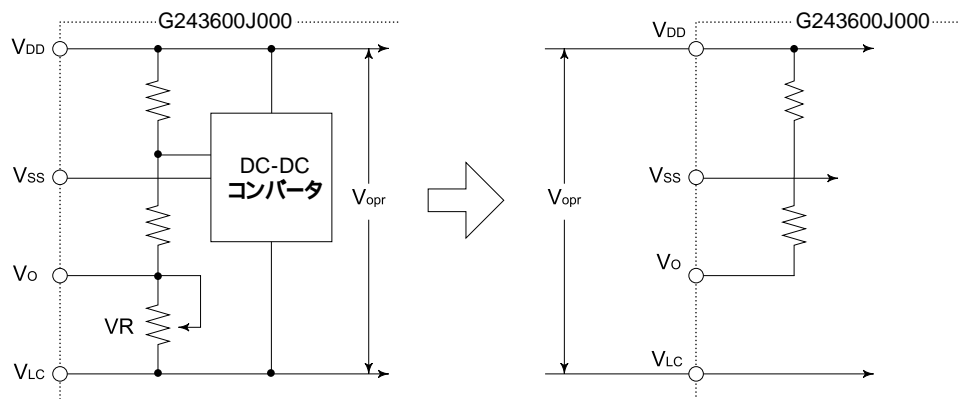 G243600J000
VDD
VSS
VO
VR
VLC
DC-DC
コンバータ
Vopr
G243600J000
VDD
VSS
VO
VLC
Vopr